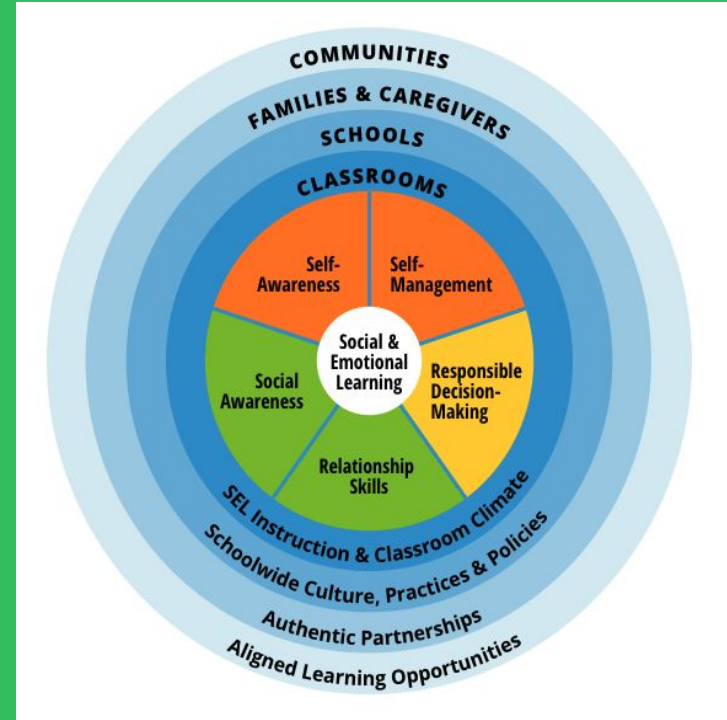 COMMUNITIES
FAMILIES & CAREGIVERS
SCHOOLS
CLASSROOMS
Self-
Awareness
Self-
Management
Social &
Emotional
Learning
Social
Awareness
Responsible
Decision-
Making
Relationship
Skills
SEL Instruction & Classroom Climate
Schoolwide Culture, Practices & Policies
Authentic Partnerships
Aligned Learning Opportunities